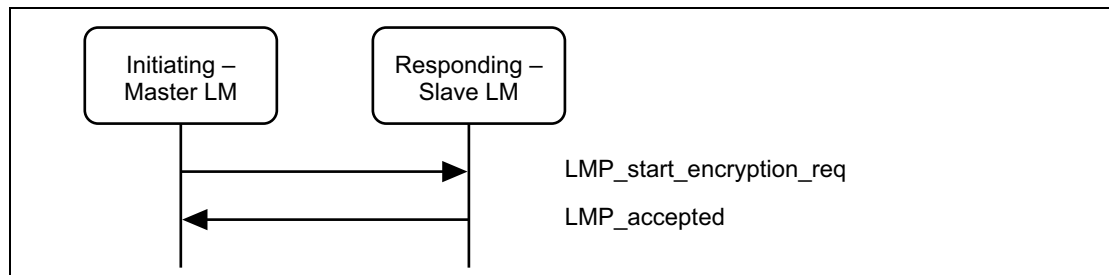 Initiating –
Master LM
Responding –
Slave LM
LMP_start_encryption_req
LMP_accepted